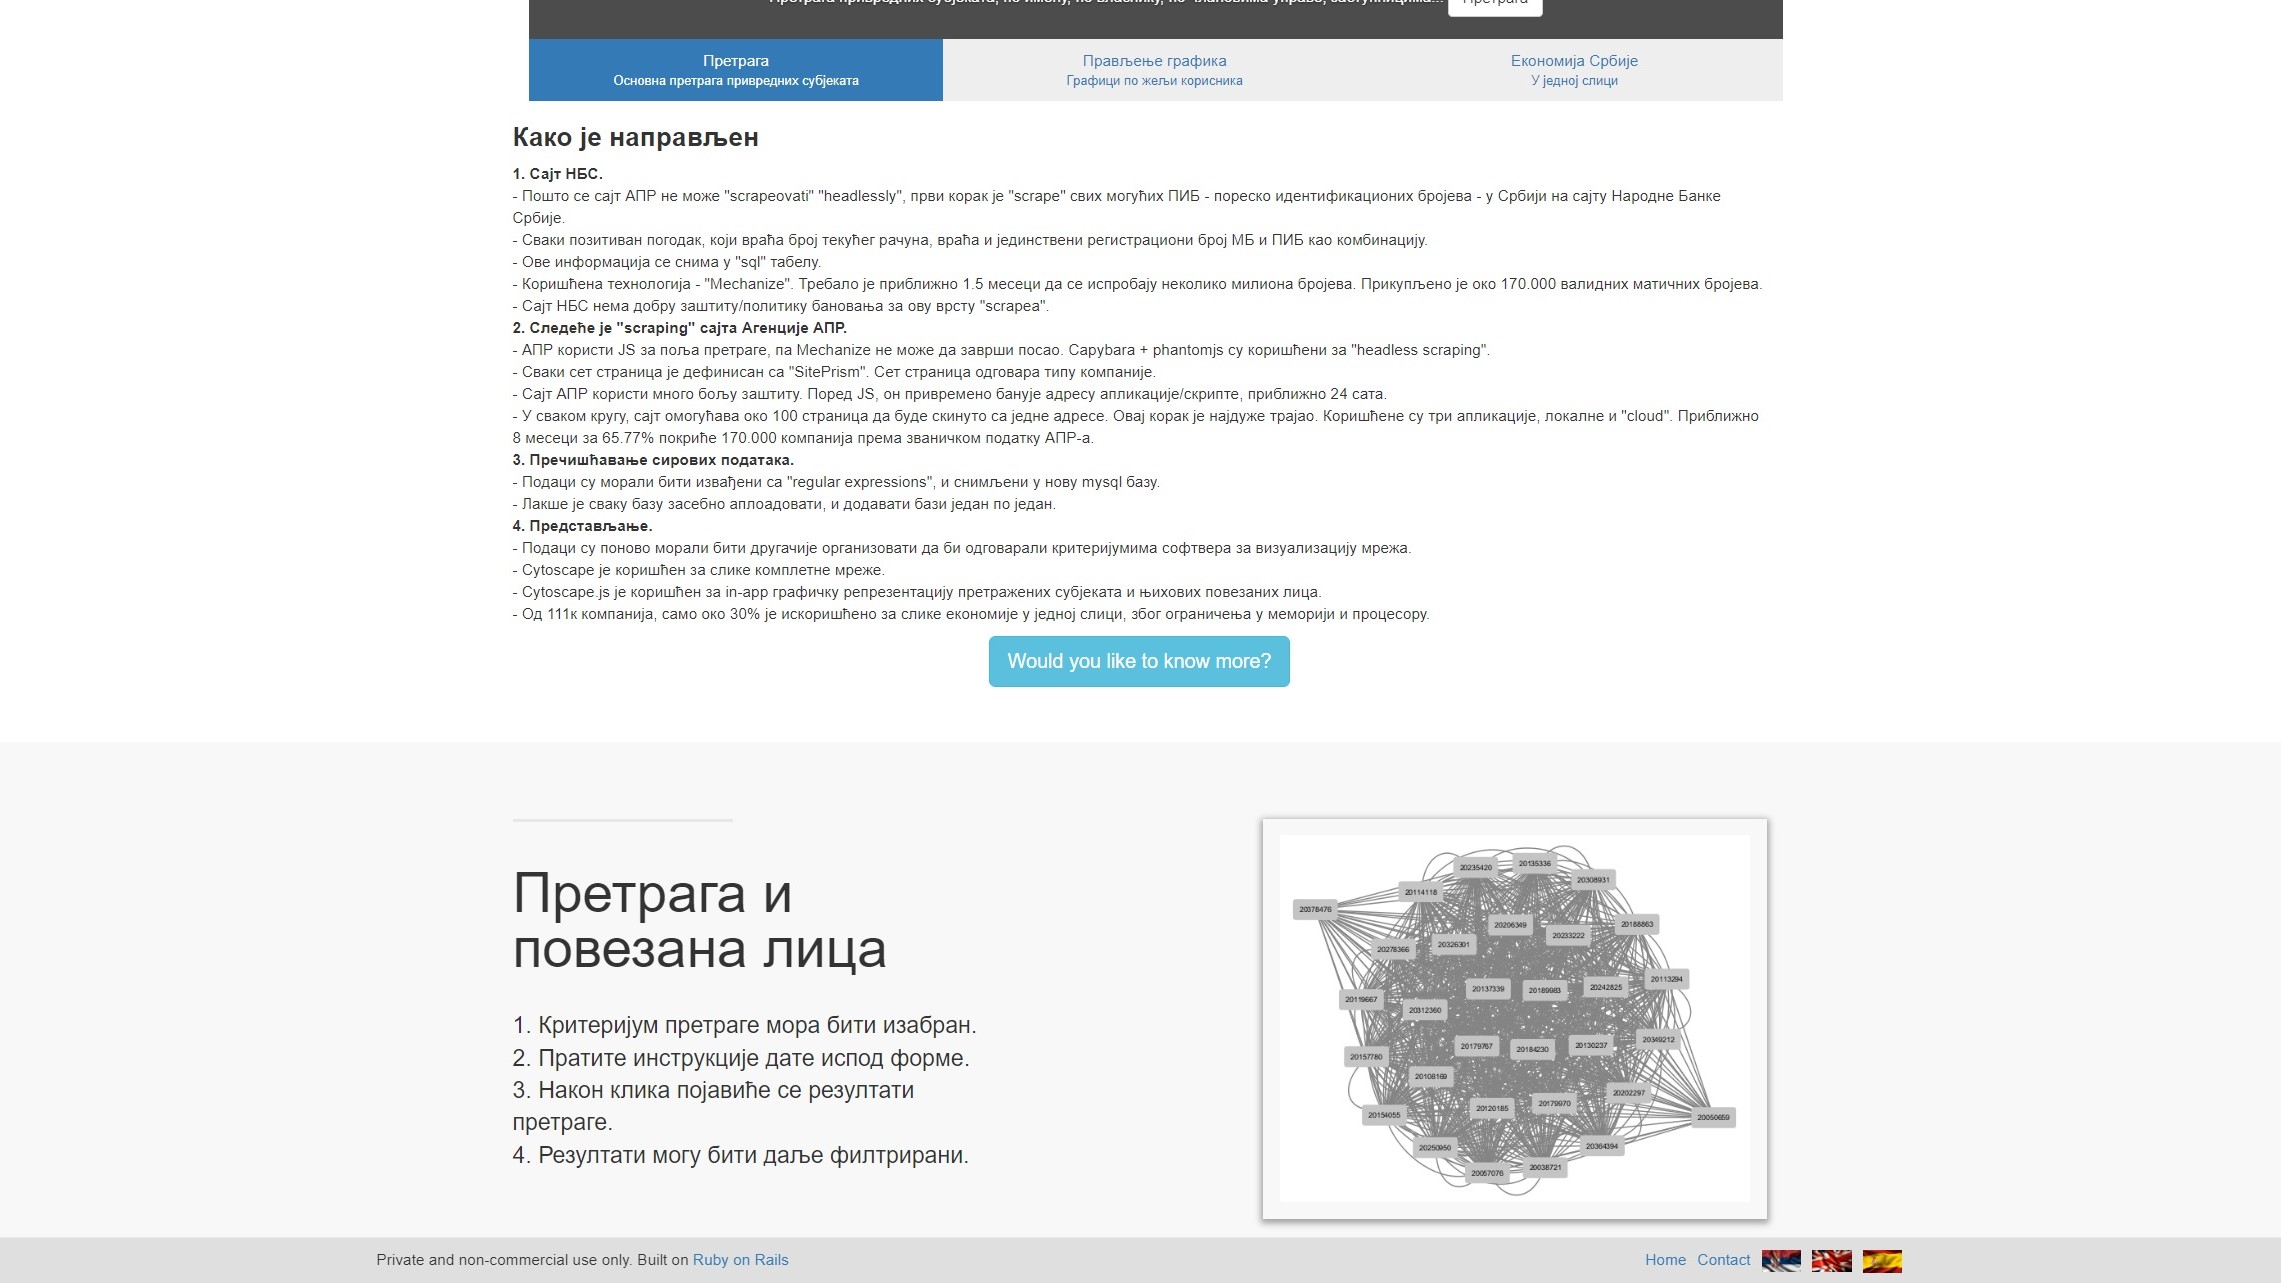 Претрага привредних субјеката, по имену, по власнику, по члановима управе, заступницима... Претрага
Претрага
Основна претрага привредних субјеката
Прављење графика
Графици по жељи корисника
Економија Србије
У једној слици
Како је направљен
1. Сајт НБС.
- Пошто се сајт АПР не може "scrapeovati" "headlessly", први корак је "scrape" свих могућих ПИБ - пореско идентификационих бројева - у Србији на сајту Народне Банке
Србије.
- Сваки позитиван погодак, који враћа број текућег рачуна, враћа и јединствени регистрациони број МБ и ПИБ као комбинацију.
- Ове информација се снима у "sql" табелу.
- Коришћена технологија - "Mechanize". Требало је приближно 1.5 месеци да се испробају неколико милиона бројева. Прикупљено је око 170.000 валидних матичних бројева.
- Сајт НБС нема добру заштиту/политику бановања за ову врсту "scrapea".
2. Следеће је "scraping" сајта Агенције АПР.
- АПР користи JS за поља претраге, па Mechanize не може да заврши посао. Capybara + phantomjs су коришћени за "headless scraping".
- Сваки сет страница је дефинисан са "SitePrism". Сет страница одговара типу компаније.
- Сајт АПР користи много бољу заштиту. Поред JS, он привремено банује адресу апликације/скрипте, приближно 24 сата.
- У сваком кругу, сајт омогућава око 100 страница да буде скинуто са једне адресе. Овај корак је најдуже трајао. Коришћене су три апликације, локалне и "cloud". Приближно
8 месеци за 65.77% покриће 170.000 компанија према званичком податку АПР-а.
3. Пречишћавање сирових података.
- Подаци су морали бити извађени са "regular expressions", и снимљени у нову mysql базу.
- Лакше је сваку базу засебно аплоадовати, и додавати бази један по један.
4. Представљање.
- Подаци су поново морали бити другачије организовати да би одговарали критеријумима софтвера за визуализацију мрежа.
- Cytoscape је коришћен за слике комплетне мреже.
- Cytoscape.js је коришћен за in-app графичку репрезентацију претражених субјеката и њихових повезаних лица.
- Од 111к компанија, само око 30% је искоришћено за слике економије у једној слици, због ограничења у меморији и процесору.
Would you like to know more?
Претрага и
повезана лица
1. Критеријум претраге мора бити изабран.
2. Пратите инструкције дате испод форме.
3. Након клика појавиће се резултати
претраге.
4. Резултати могу бити даље филтрирани.
20235420
20135336
20308931
20114118
20378476
20206349
20188863
20233222
20326301
20278366
20113294
20137339
20189983
20242825
20119667
20312360
20349212
20179767
20184230
20130237
20157780
20108169
20202297
20120185
20179970
20154055
20050659
20250950
20364394
20057076
20038721
Private and non-commercial use only. Built on Ruby on Rails
Home Contact